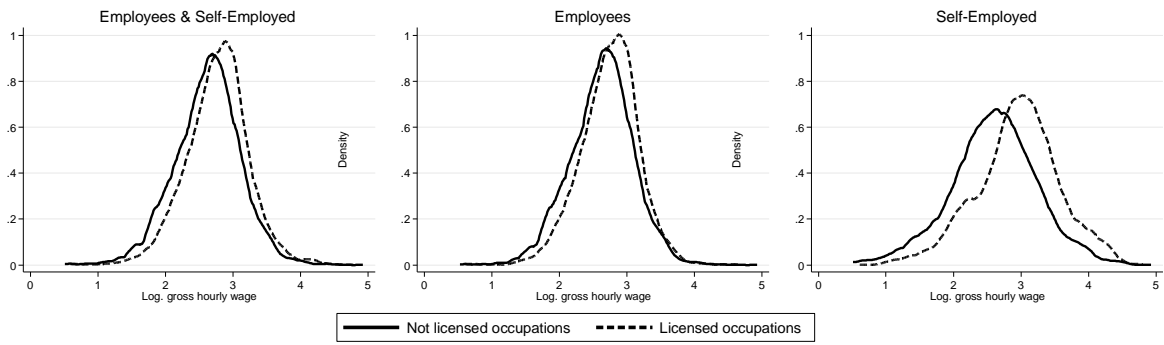 Employees & Self-Employed
1
.8
.6
.4
.2
0
0 1 2 3 4 5
Log. gross hourly wage
Density
Employees
1
.8
.6
.4
.2
0
0 1 2 3 4 5
Log. gross hourly wage
Density
Self-Employed
1
.8
.6
.4
.2
0
0 1 2 3 4 5
Log. gross hourly wage
Not licensed occupations Licensed occupations